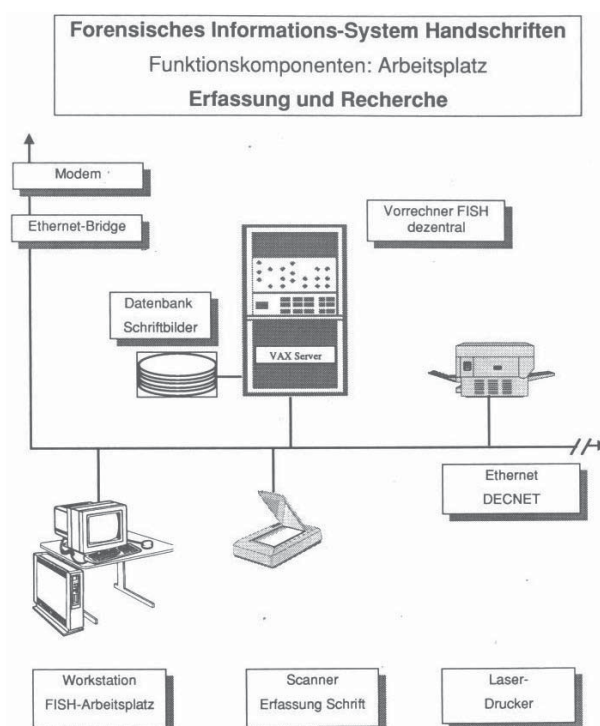 Forensisches Informations-System Handschriften
Funktionskomponenten: Arbeitsplatz
Erfassung und Recherche
Modem
Ethernet-Bridge
Vorrechner FISH
dezentral
Datenbank
Schriftbilder
VAX Server
Ethernet
DECNET
Workstation
FISH-Arbeitsplatz
Scanner
Erfassung Schrift
Laser-
Drucker